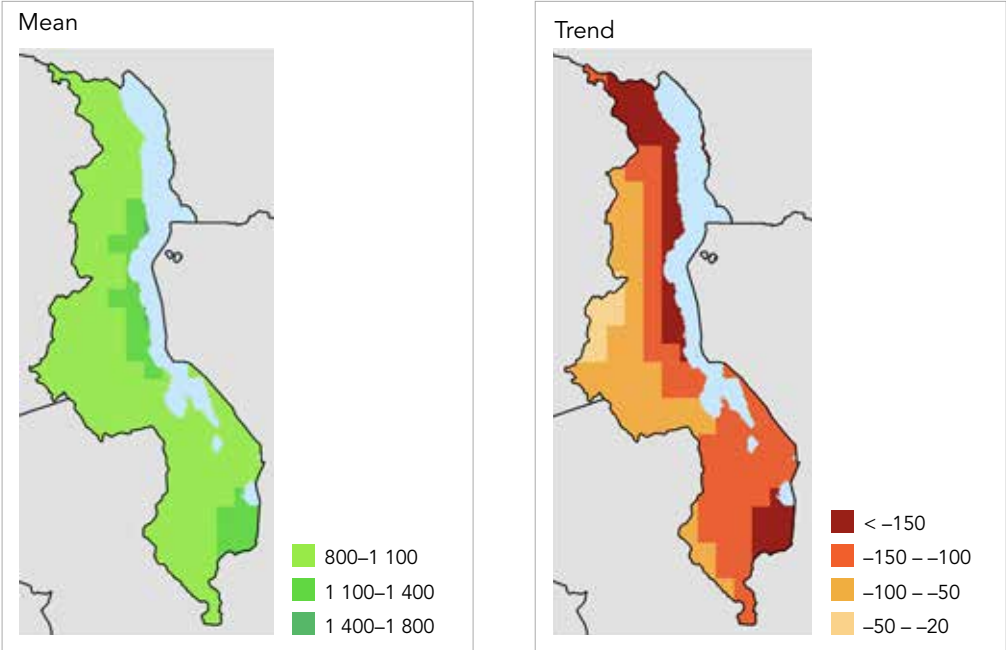 Mean
800–1 100
1 100–1 400
1 400–1 800
Trend
< –150
–150 – –100
–100 – –50
–50 – –20